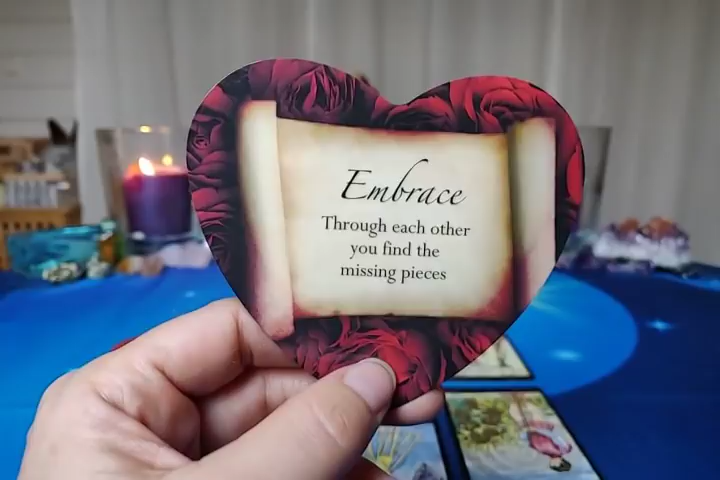 Embrace
Through each other
you find the
missing pieces